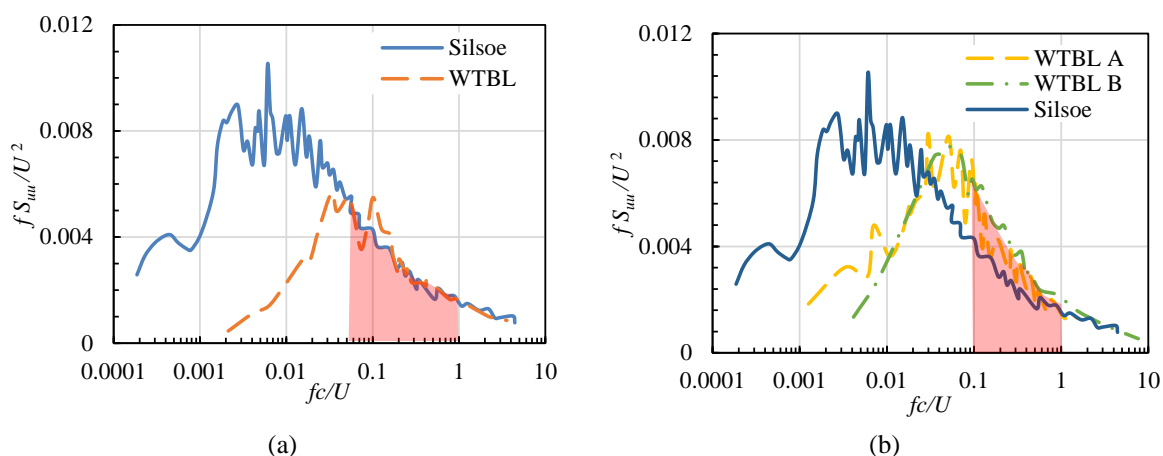 0.012
0.008
0.004
0
f S_uu/U²
Silsoe
WTBL
0.0001 0.001 0.01 0.1 1 10
fc/U
(a)
0.012
0.008
0.004
0
f S_uu/U²
WTBL A
WTBL B
Silsoe
0.0001 0.001 0.01 0.1 1 10
fc/U
(b)